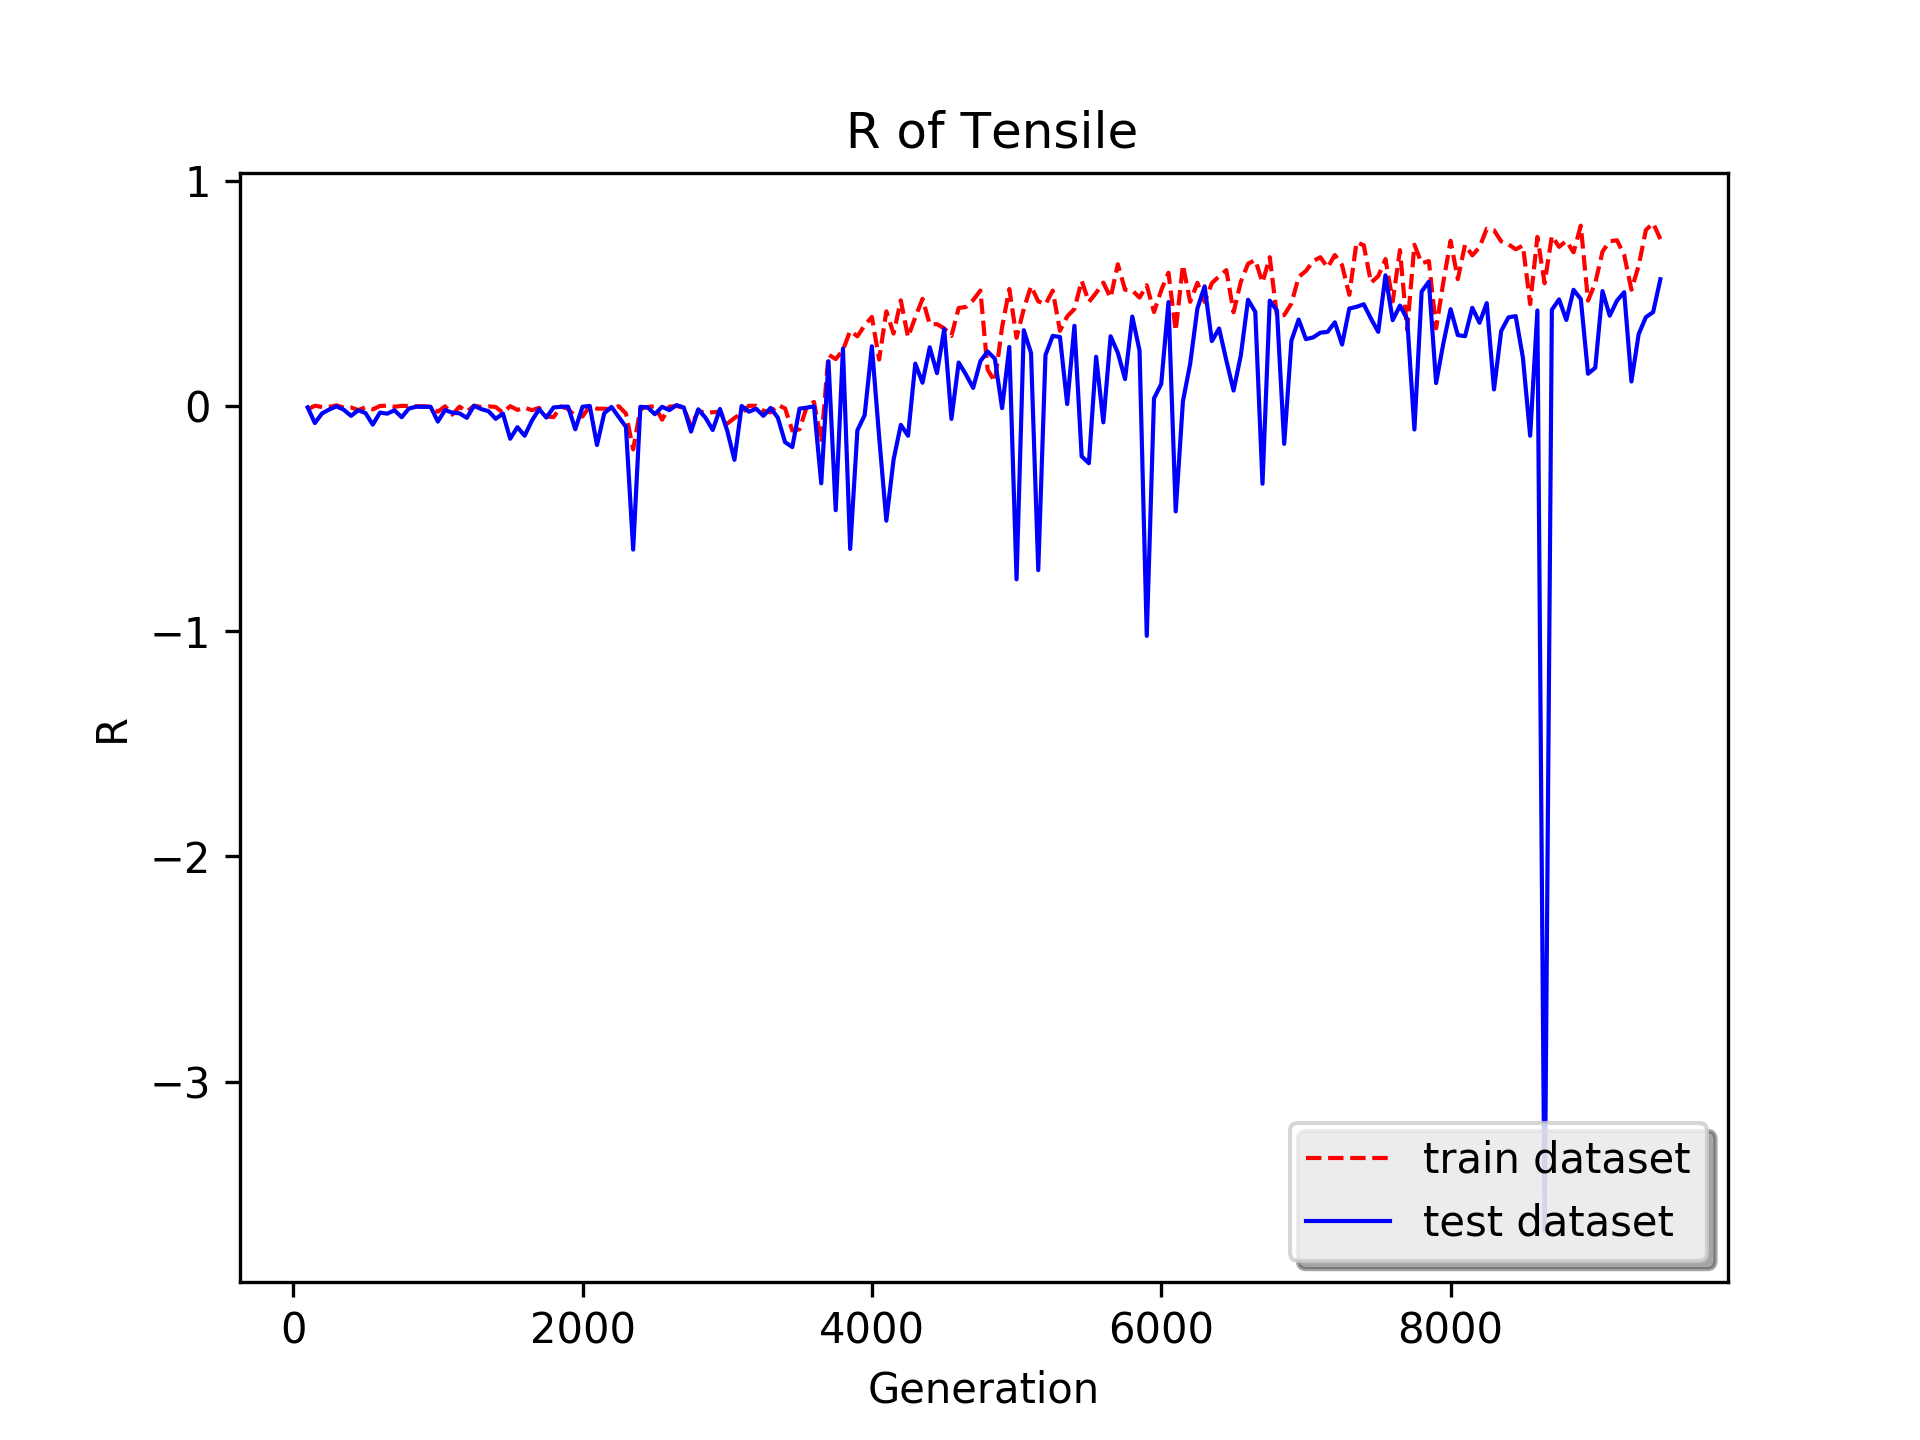 R of Tensile
1
0
−1
−2
−3
R
0
2000
4000
6000
8000
Generation
train dataset
test dataset